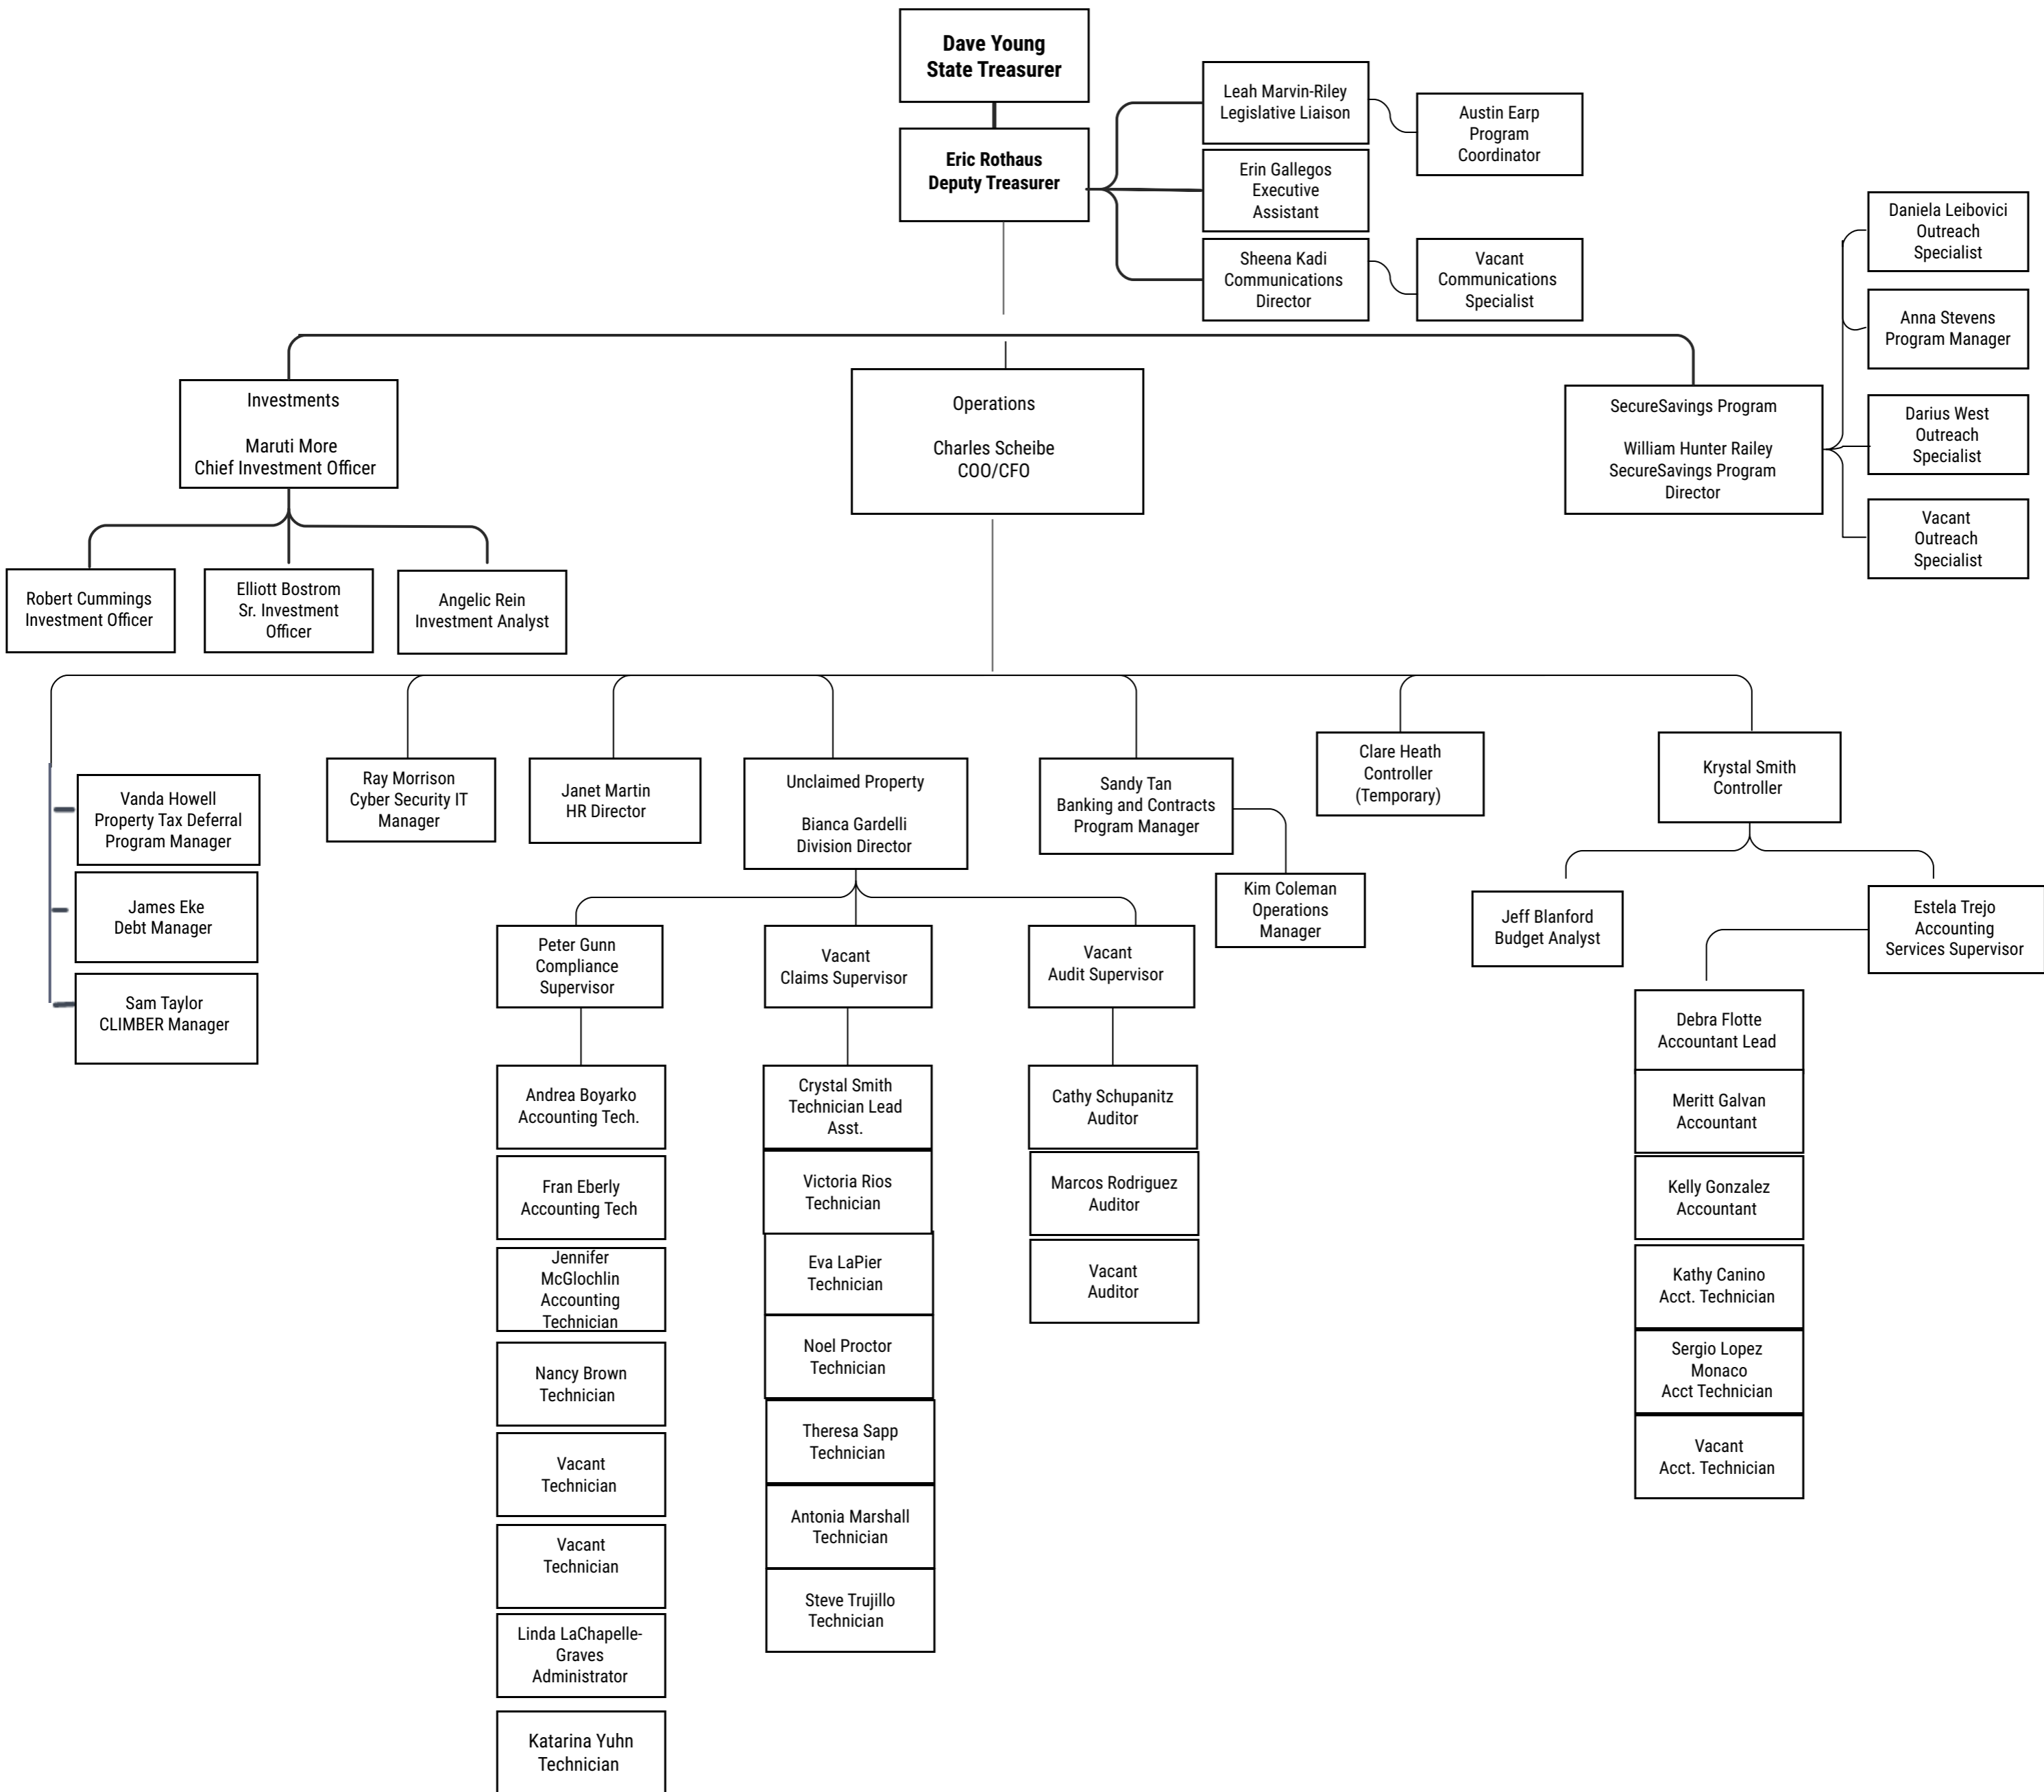 Dave Young
State Treasurer
Eric Rothaus
Deputy Treasurer
Leah Marvin-Riley
Legislative Liaison
Austin Earp
Program
Coordinator
Erin Gallegos
Executive
Assistant
Sheena Kadi
Communications
Director
Vacant
Communications
Specialist
Daniela Leibovici
Outreach
Specialist
Anna Stevens
Program Manager
Darius West
Outreach
Specialist
Vacant
Outreach
Specialist
Investments
Maruti More
Chief Investment Officer
Operations
Charles Scheibe
COO/CFO
SecureSavings Program
William Hunter Railey
SecureSavings Program
Director
Robert Cummings
Investment Officer
Elliott Bostrom
Sr. Investment
Officer
Angelic Rein
Investment Analyst
Vanda Howell
Property Tax Deferral
Program Manager
James Eke
Debt Manager
Sam Taylor
CLIMBER Manager
Ray Morrison
Cyber Security IT
Manager
Janet Martin
HR Director
Unclaimed Property
Bianca Gardelli
Division Director
Sandy Tan
Banking and Contracts
Program Manager
Kim Coleman
Operations
Manager
Clare Heath
Controller
(Temporary)
Krystal Smith
Controller
Jeff Blanford
Budget Analyst
Estela Trejo
Accounting
Services Supervisor
Peter Gunn
Compliance
Supervisor
Vacant
Claims Supervisor
Vacant
Audit Supervisor
Andrea Boyarko
Accounting Tech.
Fran Eberly
Accounting Tech
Jennifer
McGlochlin
Accounting
Technician
Nancy Brown
Technician
Vacant
Technician
Vacant
Technician
Linda LaChapelle-
Graves
Administrator
Katarina Yuhn
Technician
Crystal Smith
Technician Lead
Asst.
Victoria Rios
Technician
Eva LaPier
Technician
Noel Proctor
Technician
Theresa Sapp
Technician
Antonia Marshall
Technician
Steve Trujillo
Technician
Cathy Schupanitz
Auditor
Marcos Rodriguez
Auditor
Vacant
Auditor
Debra Flotte
Accountant Lead
Meritt Galvan
Accountant
Kelly Gonzalez
Accountant
Kathy Canino
Acct. Technician
Sergio Lopez
Monaco
Acct Technician
Vacant
Acct. Technician